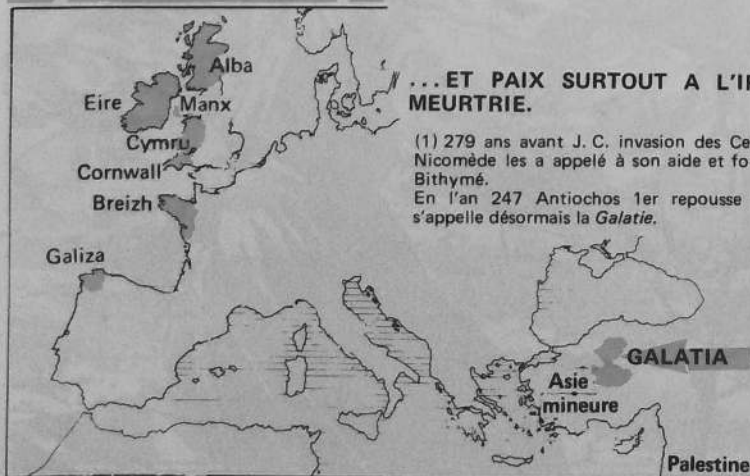 ...ET PAIX SURTOUT A L'I
MEURTRIE.
(1) 279 ans avant J. C. invasion des Ce
Nicomède les a appelé à son aide et fo
Bithymé.
En l'an 247 Antiochos 1er repousse
s'appelle désormais la Galatie.
Alba
Eire
Manx
Cymru
Cornwall
Breizh
Galiza
GALATIA
Asie
mineure
Palestine